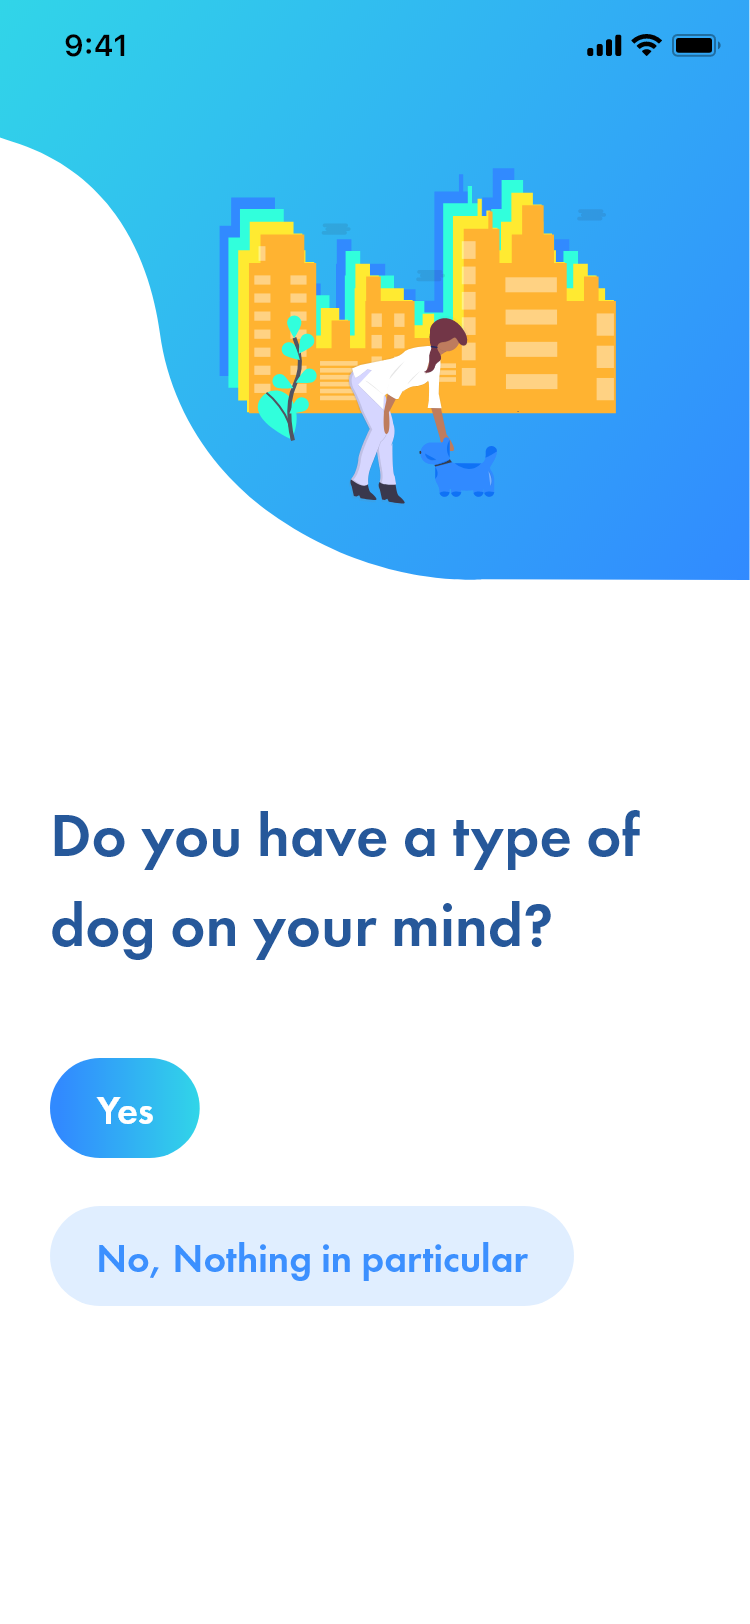 9:41
Do you have a type of
dog on your mind?
Yes
No, Nothing in particular